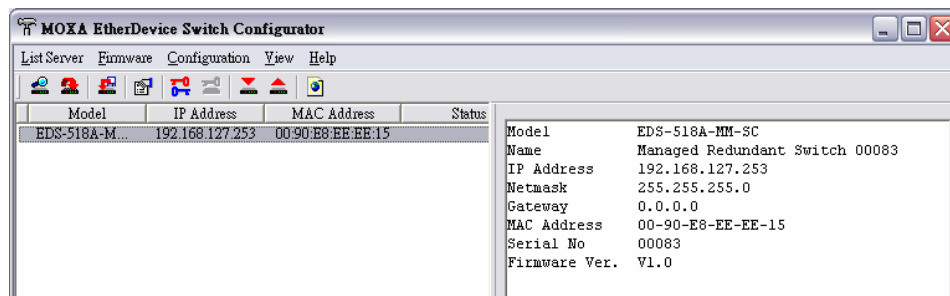 MOXA EtherDevice Switch Configurator
List Server Firmware Configuration View Help
Model IP Address MAC Address Status
EDS-518A-M... 192.168.127.253 00:90:E8:EE:EE:15
Model EDS-518A-MM-SC
Name Managed Redundant Switch 00083
IP Address 192.168.127.253
Netmask 255.255.255.0
Gateway 0.0.0.0
MAC Address 00-90-E8-EE-EE-15
Serial No 00083
Firmware Ver. V1.0